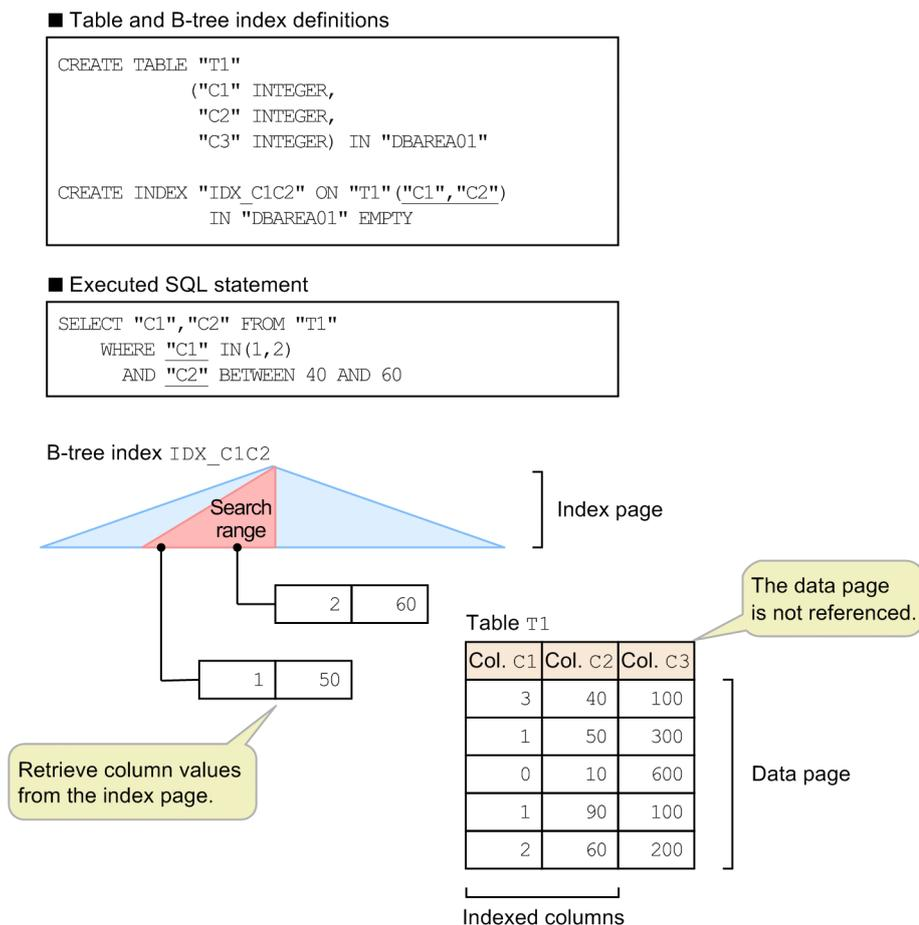 ■ Table and B-tree index definitions
CREATE TABLE "T1"
("C1" INTEGER,
"C2" INTEGER,
"C3" INTEGER) IN "DBAREA01"
CREATE INDEX "IDX_C1C2" ON "T1"("C1","C2")
IN "DBAREA01" EMPTY
■ Executed SQL statement
SELECT "C1","C2" FROM "T1"
WHERE "C1" IN(1,2)
AND "C2" BETWEEN 40 AND 60
B-tree index IDX_C1C2
Search
range
Index page
2 60
1 50
Retrieve column values
from the index page.
The data page
is not referenced.
Table T1
Col. C1 Col. C2 Col. C3
3 40 100
1 50 300
0 10 600
1 90 100
2 60 200
Data page
Indexed columns